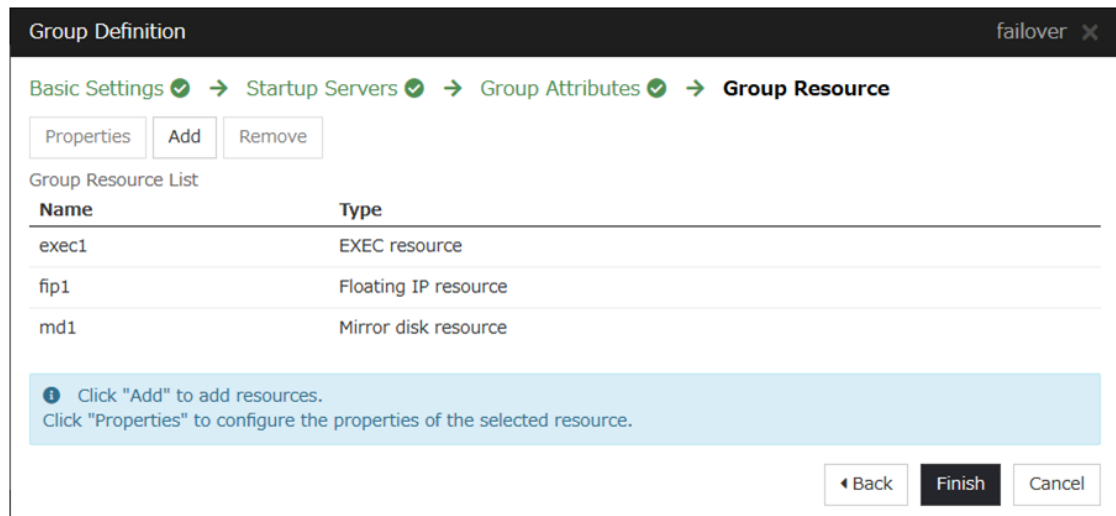 Group Definition failover
Basic Settings → Startup Servers → Group Attributes → Group Resource
Properties Add Remove
Group Resource List
Name Type
exec1 EXEC resource
fip1 Floating IP resource
md1 Mirror disk resource
Click "Add" to add resources.
Click "Properties" to configure the properties of the selected resource.
Back Finish Cancel